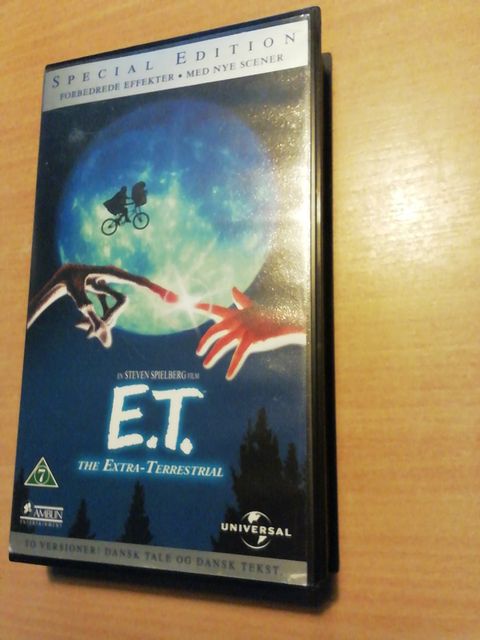 SPECIAL EDITION
FORBEDREDE EFFEKTER • MED NYE SCENER
EN STEVEN SPIELBERG FILM
E.T.
THE EXTRA-TERRESTRIAL
7
AMBLIN
ENTERTAINMENT
UNIVERSAL
TO VERSIONER! DANSK TALE OG DANSK TEKST.